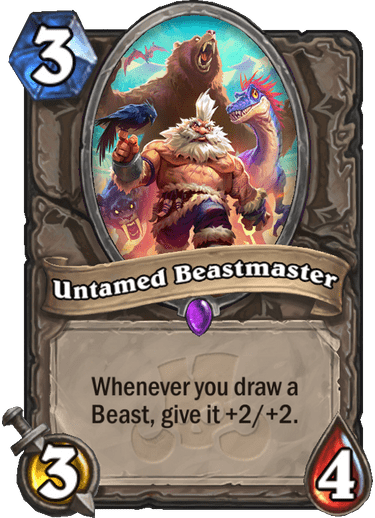 3
Untamed Beastmaster
Whenever you draw a
Beast, give it +2/+2.
3
4